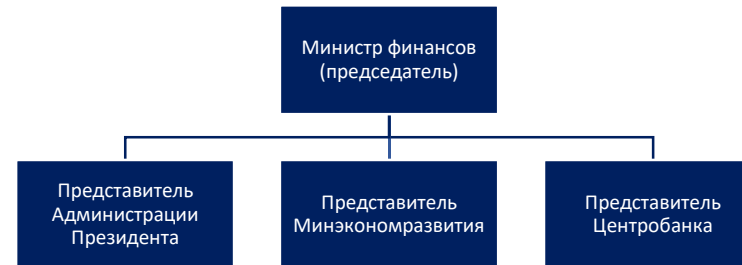 Министр финансов
(председатель)
Представитель
Администрации
Президента
Представитель
Минэкономразвития
Представитель
Центробанка